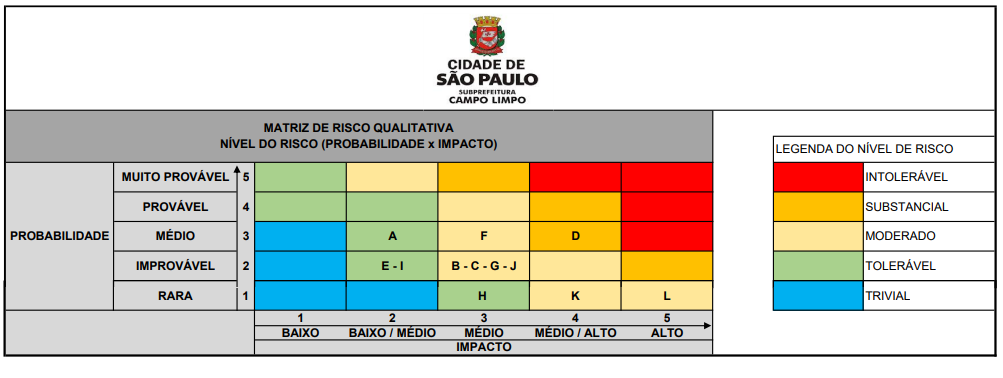 CIDADE DE
SÃO PAULO
SUBPREFEITURA
CAMPO LIMPO
MATRIZ DE RISCO QUALITATIVA
NÍVEL DO RISCO (PROBABILIDADE x IMPACTO)
LEGENDA DO NÍVEL DE RISCO
MUITO PROVÁVEL 5 INTOLERÁVEL
PROVÁVEL 4 SUBSTANCIAL
PROBABILIDADE MÉDIO 3 A F D MODERADO
IMPROVÁVEL 2 E - I B - C - G - J TOLERÁVEL
RARA 1 H K L TRIVIAL
1 2 3 4 5
BAIXO BAIXO / MÉDIO MÉDIO MÉDIO / ALTO ALTO
IMPACTO